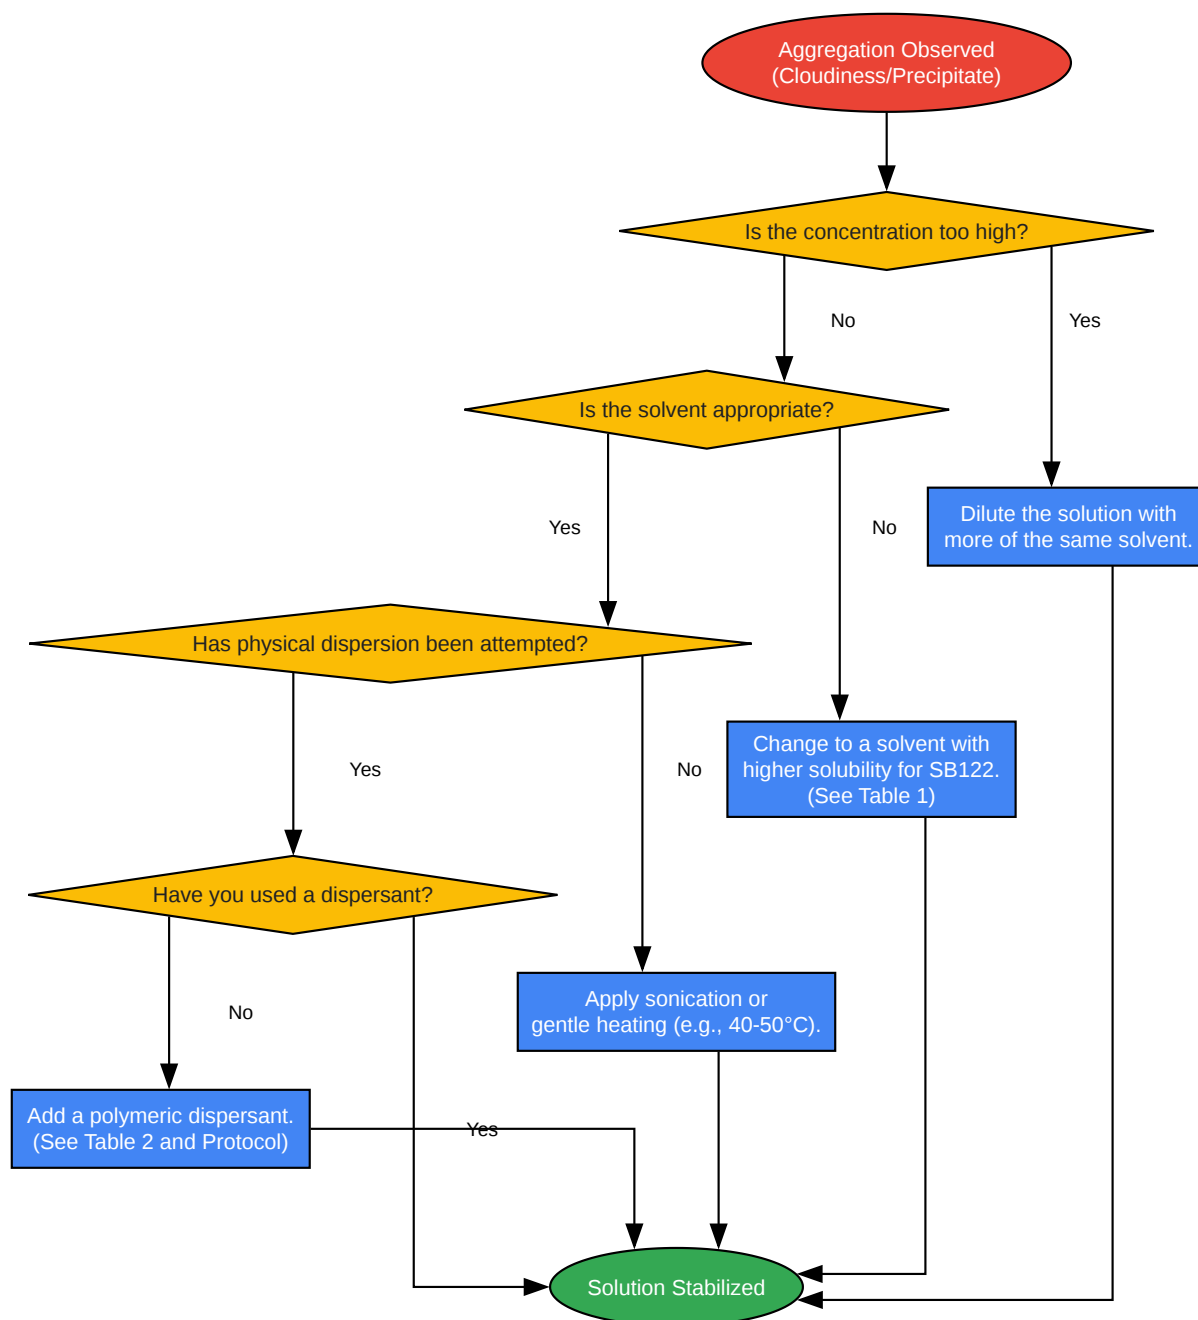 Aggregation Observed
(Cloudiness/Precipitate)
Is the concentration too high?
No
Yes
Is the solvent appropriate?
Yes
No
Dilute the solution with
more of the same solvent.
Has physical dispersion been attempted?
Yes
No
Change to a solvent with
higher solubility for SB122.
(See Table 1)
Have you used a dispersant?
No
Apply sonication or
gentle heating (e.g., 40-50°C).
Add a polymeric dispersant.
(See Table 2 and Protocol)
Yes
Solution Stabilized